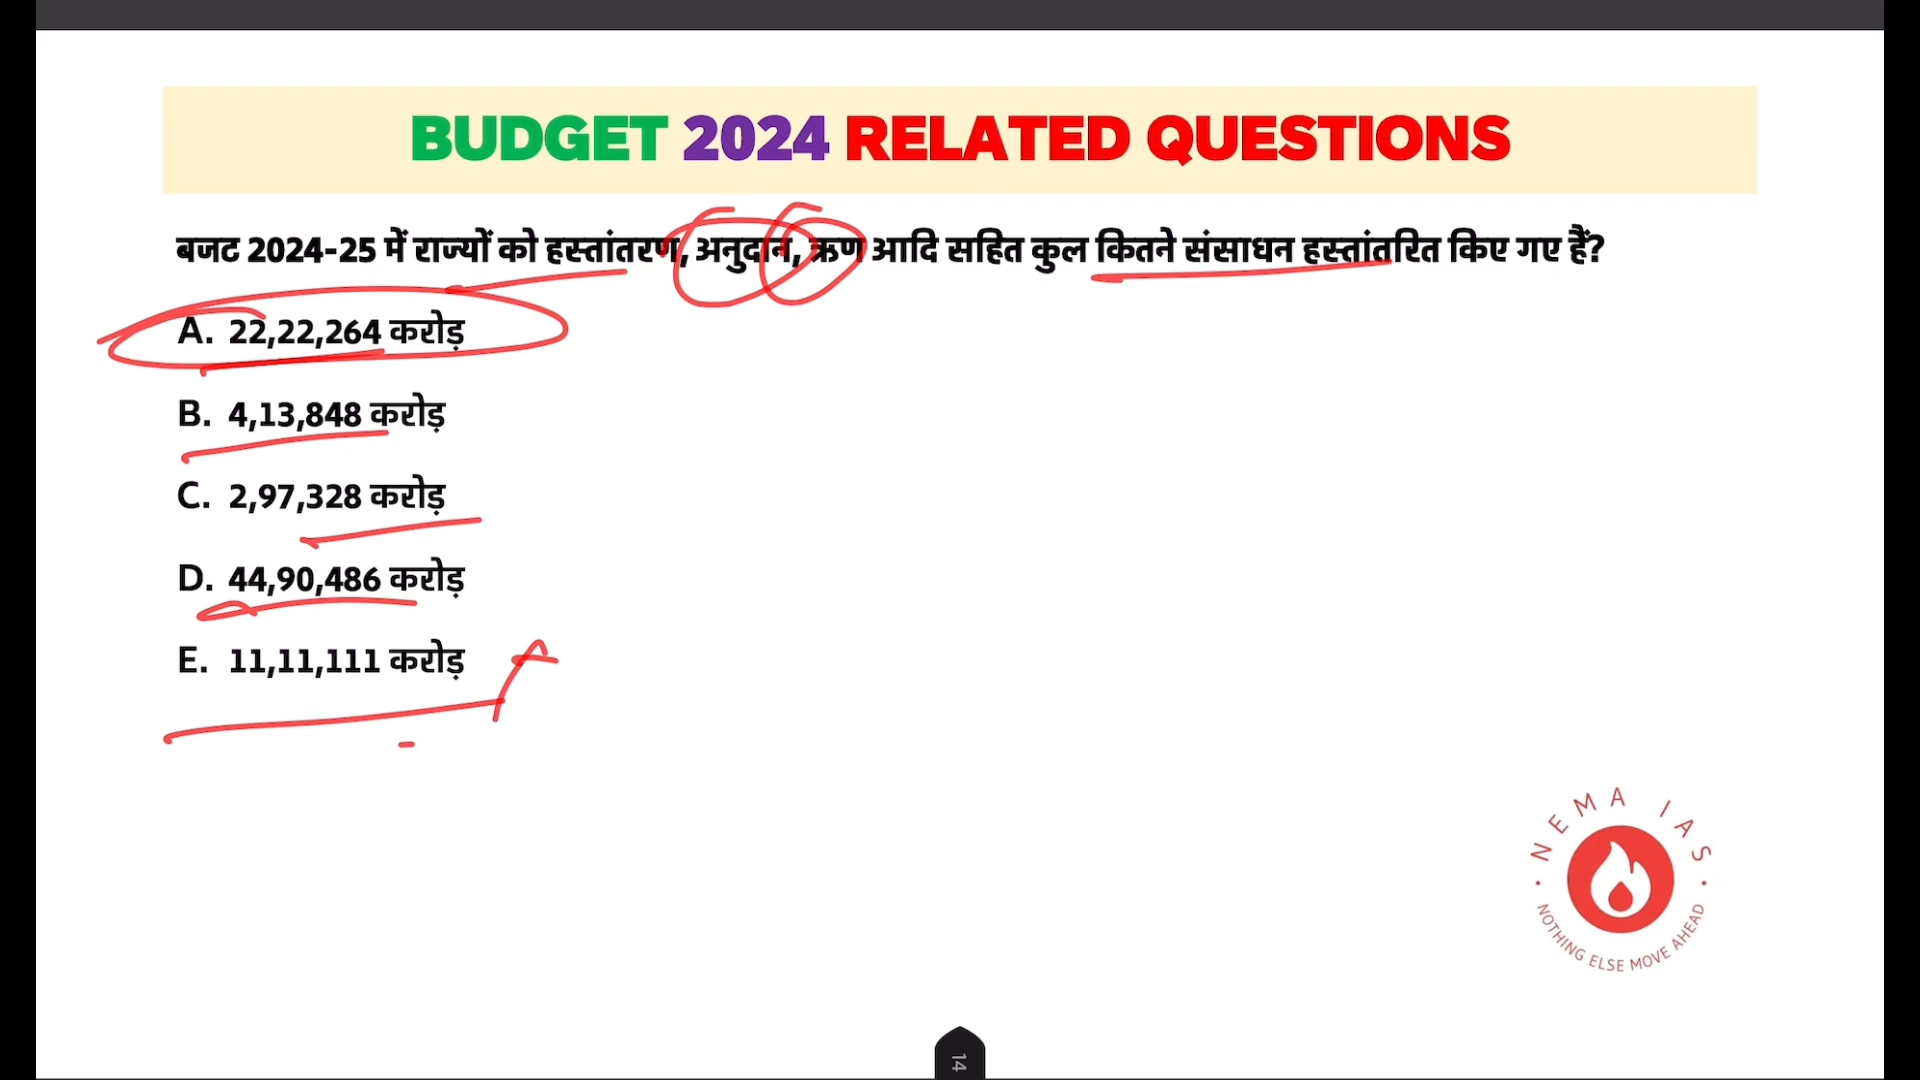 BUDGET 2024 RELATED QUESTIONS
बजट 2024-25 में राज्यों को हस्तांतरण, अनुदान, ऋण आदि सहित कुल कितने संसाधन हस्तांतरित किए गए हैं?
A. 22,22,264 करोड़
B. 4,13,848 करोड़
C. 2,97,328 करोड़
D. 44,90,486 करोड़
E. 11,11,111 करोड़
NEMA IAS
NOTHING ELSE MOVE AHEAD
14